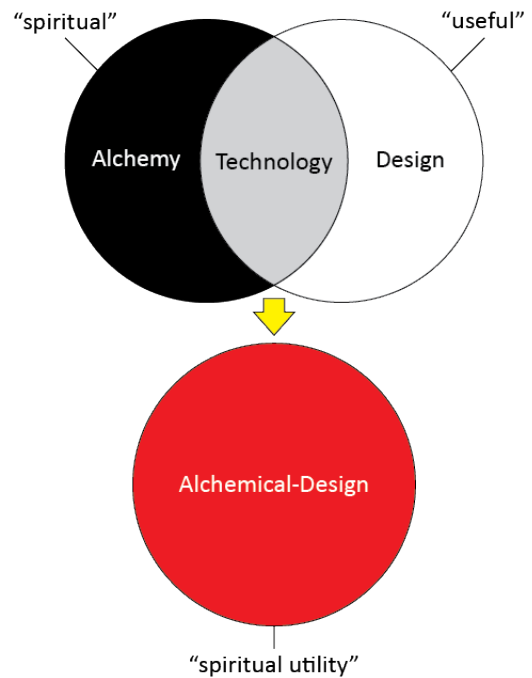 “spiritual”
“useful”
Alchemy
Technology
Design
Alchemical-Design
“spiritual utility”